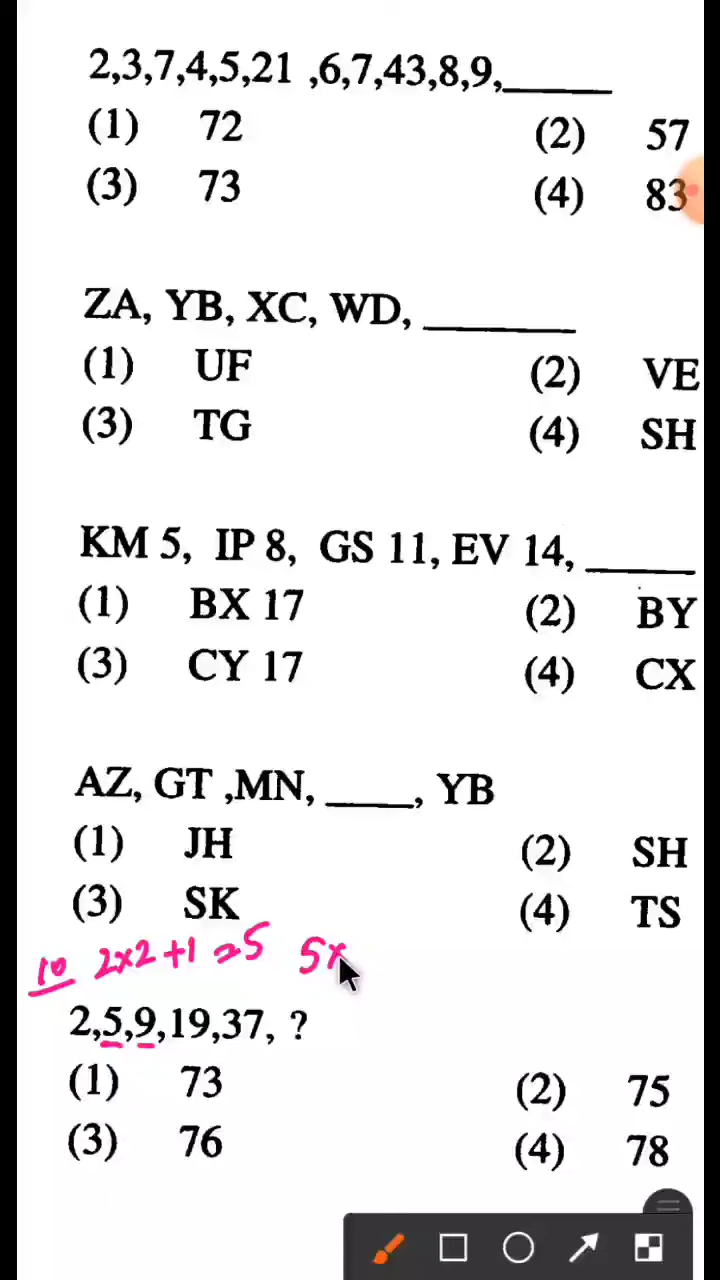 2,3,7,4,5,21 ,6,7,43,8,9,_____
(1) 72 (2) 57
(3) 73 (4) 83
ZA, YB, XC, WD, _______
(1) UF (2) VE
(3) TG (4) SH
KM 5, IP 8, GS 11, EV 14, _____
(1) BX 17 (2) BY
(3) CY 17 (4) CX
AZ, GT ,MN, ____, YB
(1) JH (2) SH
(3) SK (4) TS
10 2x2+1=5 5x
2,5,9,19,37, ?
(1) 73 (2) 75
(3) 76 (4) 78